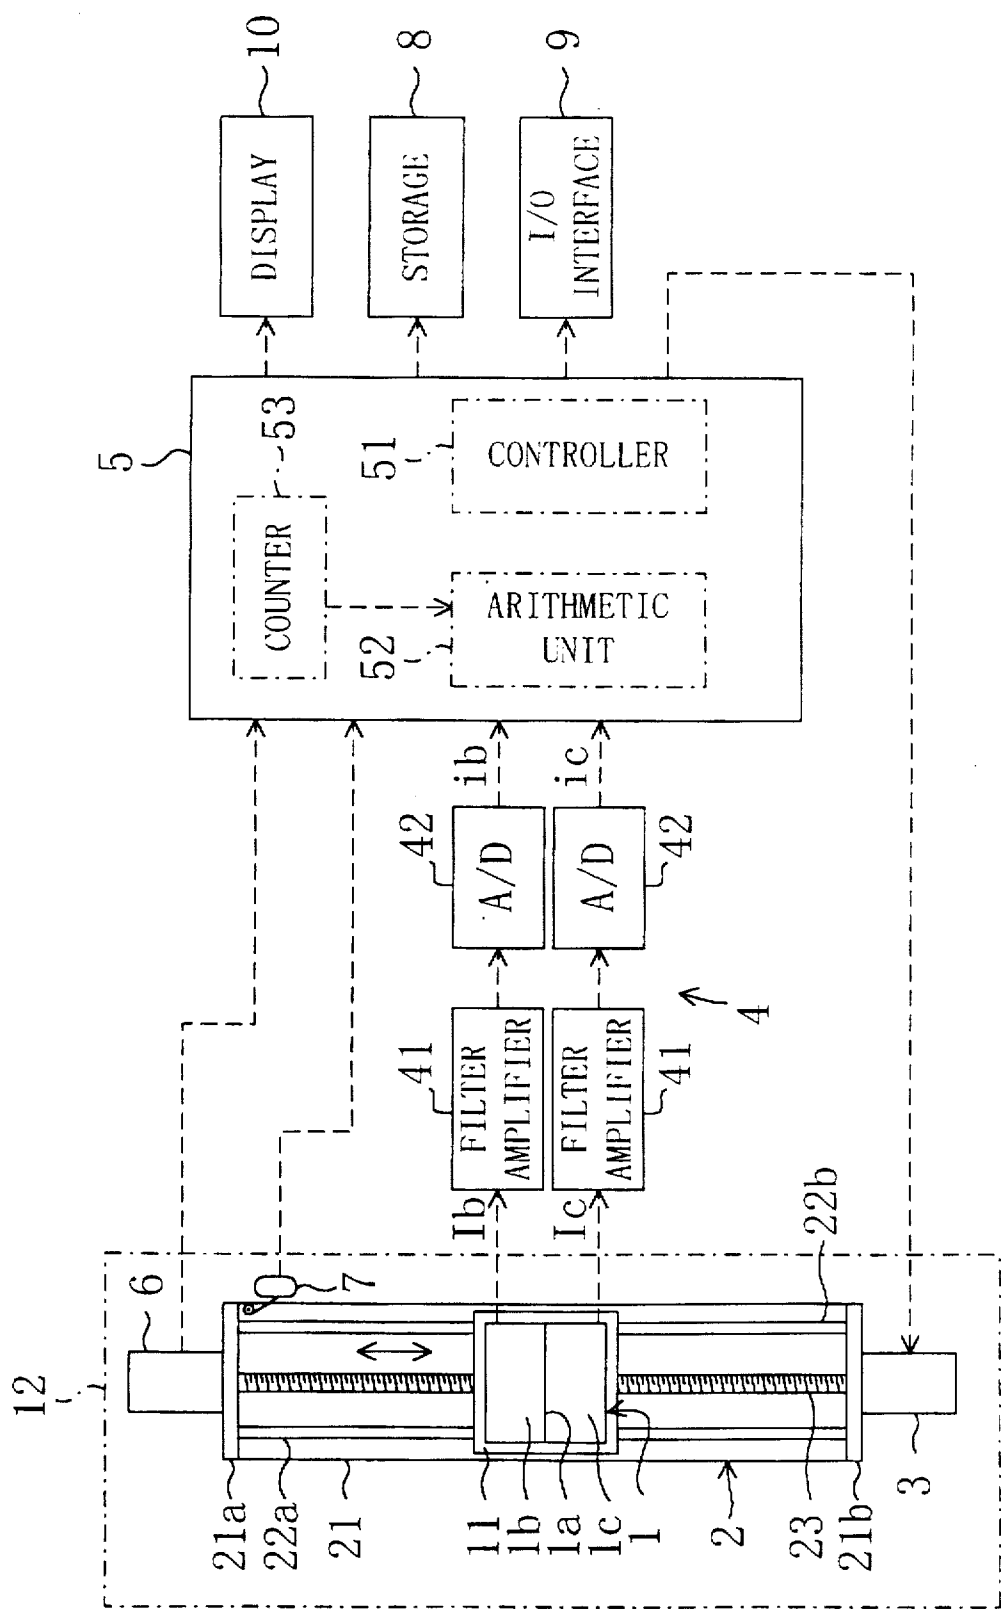 10
DISPLAY
8
STORAGE
9
I/O
INTERFACE
5
53
COUNTER
51
CONTROLLER
52
ARITHMETIC
UNIT
ib
ic
42
A/D
A/D
42
41
FILTER
AMPLIFIER
FILTER
AMPLIFIER
41
4
Ib
Ic
12
6
7
22b
21a
22a
21
11
1b
1a
1c
1
2
23
21b
3